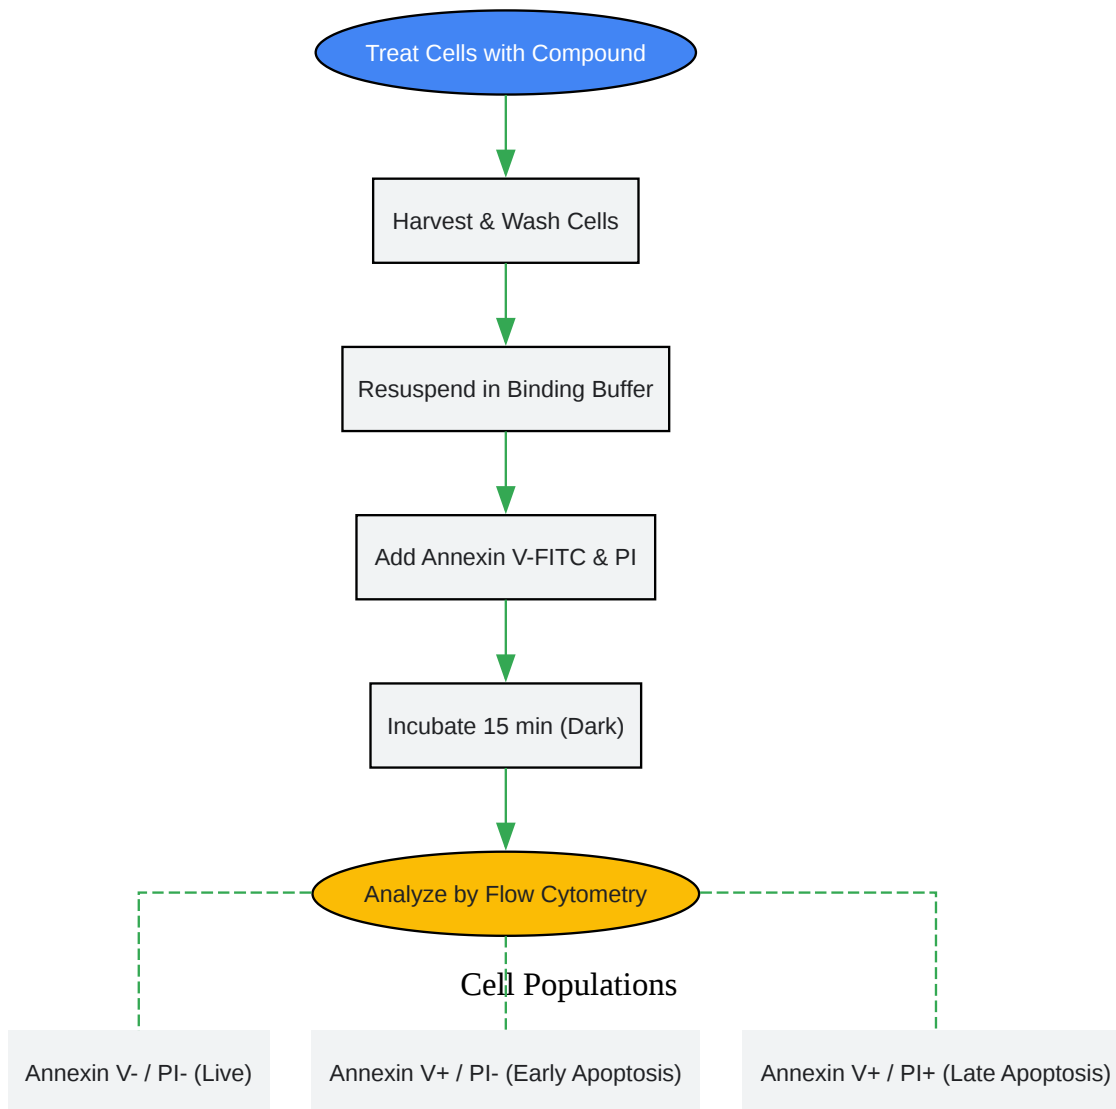 Treat Cells with Compound
Harvest & Wash Cells
Resuspend in Binding Buffer
Add Annexin V-FITC & PI
Incubate 15 min (Dark)
Analyze by Flow Cytometry
Cell Populations
Annexin V- / PI- (Live)
Annexin V+ / PI- (Early Apoptosis)
Annexin V+ / PI+ (Late Apoptosis)